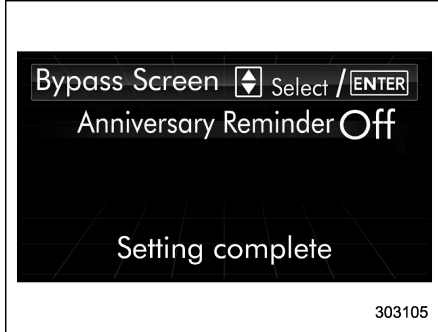 Bypass Screen Select / ENTER
Anniversary Reminder Off
Setting complete
303105